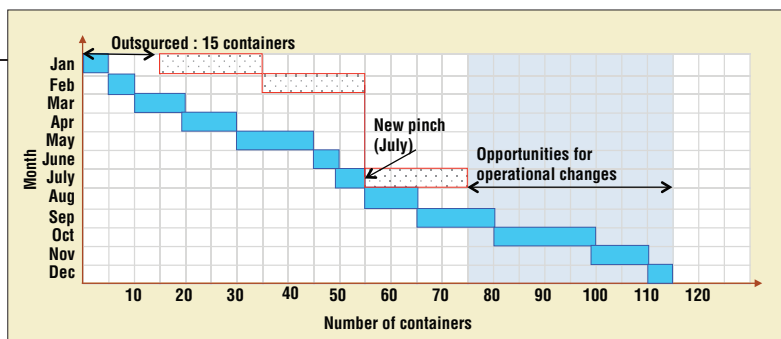 Outsourced : 15 containers
Jan
Feb
Mar
Apr
May
June
July
Aug
Sep
Oct
Nov
Dec
Month
New pinch
(July)
Opportunities for
operational changes
10 20 30 40 50 60 70 80 90 100 110 120
Number of containers